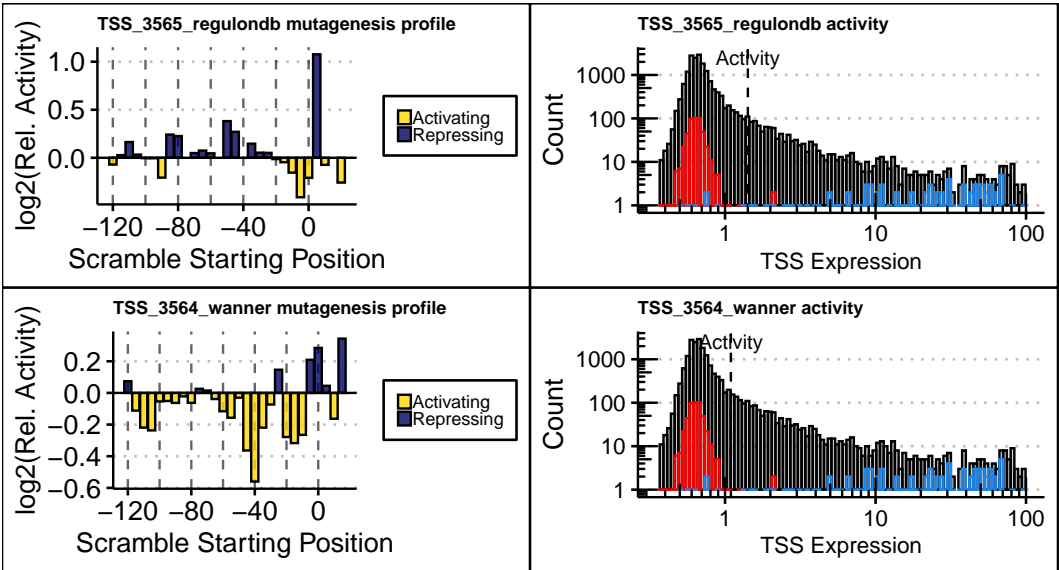 TSS_3565_regulondb mutagenesis profile
log2(Rel. Activity)
1.0
0.5
0.0
−120
−80
−40
0
Scramble Starting Position
Activating
Repressing
TSS_3565_regulondb activity
Activity
Count
1000
100
10
1
1
10
100
TSS Expression
TSS_3564_wanner mutagenesis profile
log2(Rel. Activity)
0.2
0.0
−0.2
−0.4
−0.6
−120
−80
−40
0
Scramble Starting Position
Activating
Repressing
TSS_3564_wanner activity
Activity
Count
1000
100
10
1
1
10
100
TSS Expression